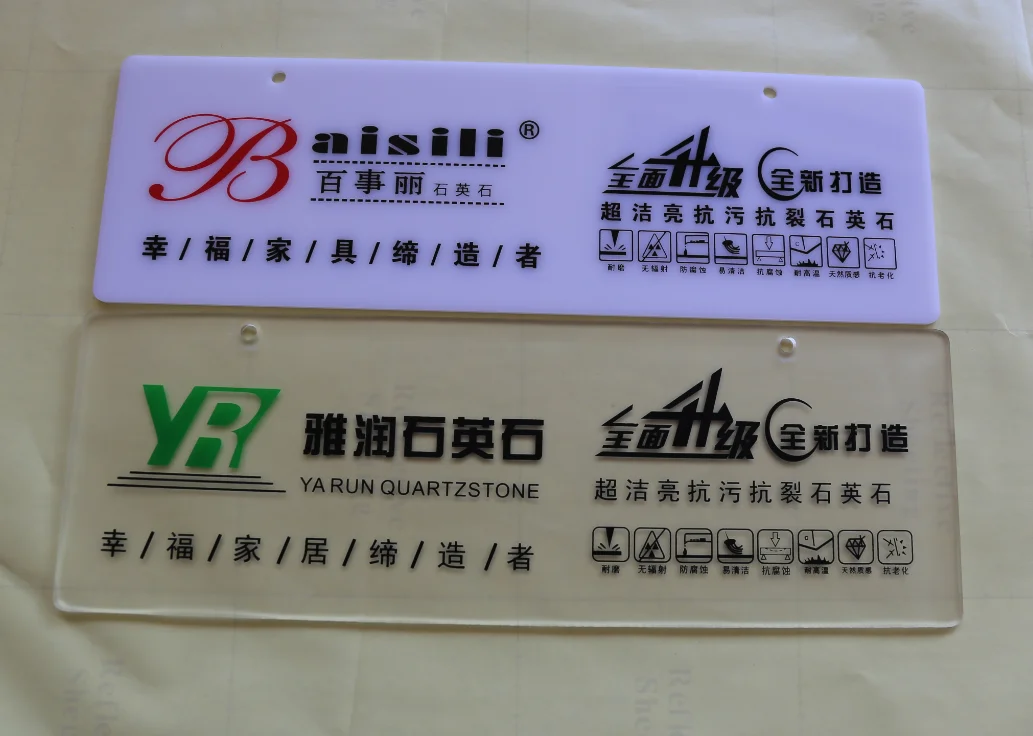 Baisili®
百事丽石英石
幸/福/家/具/缔/造/者
全面升级 全新打造
超洁亮抗污抗裂石英石
耐磨 无辐射 防腐蚀 易清洁 抗腐蚀 耐高温 天然质感 抗老化
YR
雅润石英石
YA RUN QUARTZSTONE
幸/福/家/居/缔/造/者
全面升级 全新打造
超洁亮抗污抗裂石英石
耐磨 无辐射 防腐蚀 易清洁 抗腐蚀 耐高温 天然质感 抗老化